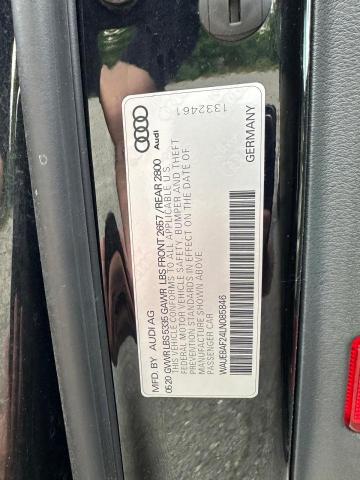 MFD. BY AUDI AG
05.20 GVWR LBS 5335 GAWR LBS FRONT 2657 / REAR 2800
THIS VEHICLE CONFORMS TO ALL APPLICABLE U.S.
FEDERAL MOTOR VEHICLE SAFETY, BUMPER AND THEFT
PREVENTION STANDARDS IN EFFECT ON THE DATE OF
MANUFACTURE SHOWN ABOVE.
PASSENGER CAR
WAUEBAF24LN085846
GERMANY
Audi
1332461